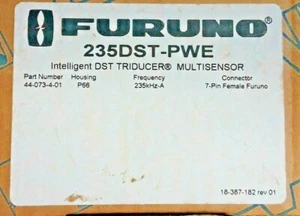 FURUNO®
235DST-PWE
Intelligent DST TRIDUCER® MULTISENSOR
Part Number Housing Frequency Connector
44-073-4-01 P66 235kHz-A 7-Pin Female Furuno
18-387-182 rev 01